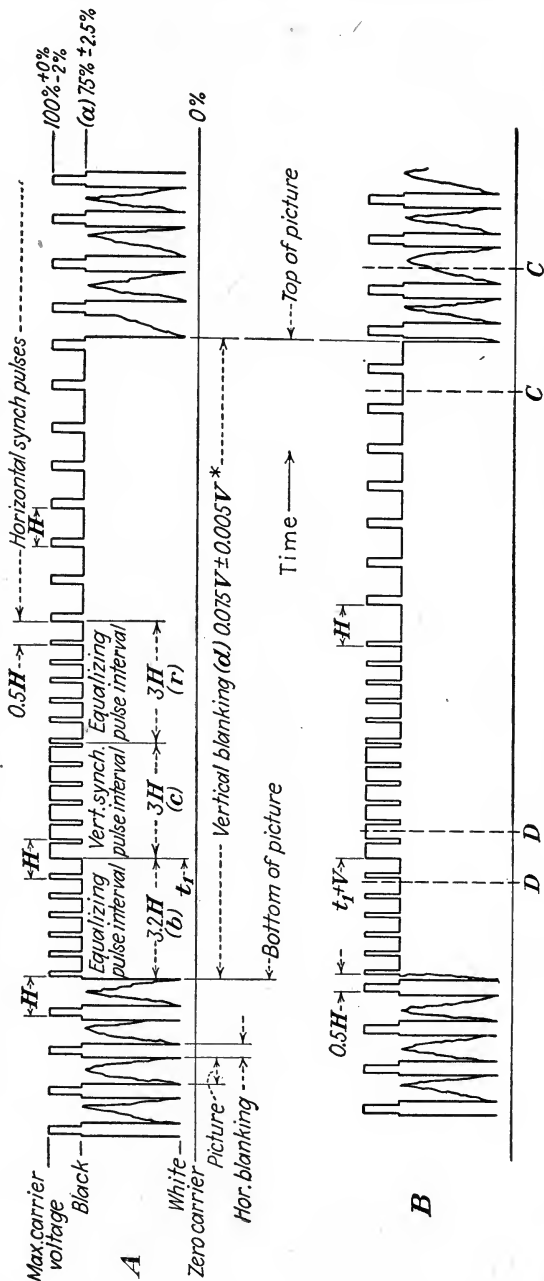 Max. carrier
voltage
Black
A
White
Zero carrier
Picture
Hor. blanking
H
Equalizing
pulse interval
3.2H
(b)
t1
H
Vert. synch.
pulse interval
3H
(c)
Equalizing
pulse interval
3H
(r)
0.5H
Horizontal synch pulses
H
100% +0%
-2%
(a) 75% ± 2.5%
0%
Vertical blanking (d) 0.075V ± 0.005V*
Bottom of picture
Top of picture
Time
B
0.5H
t1+V
H
D
D
C
C